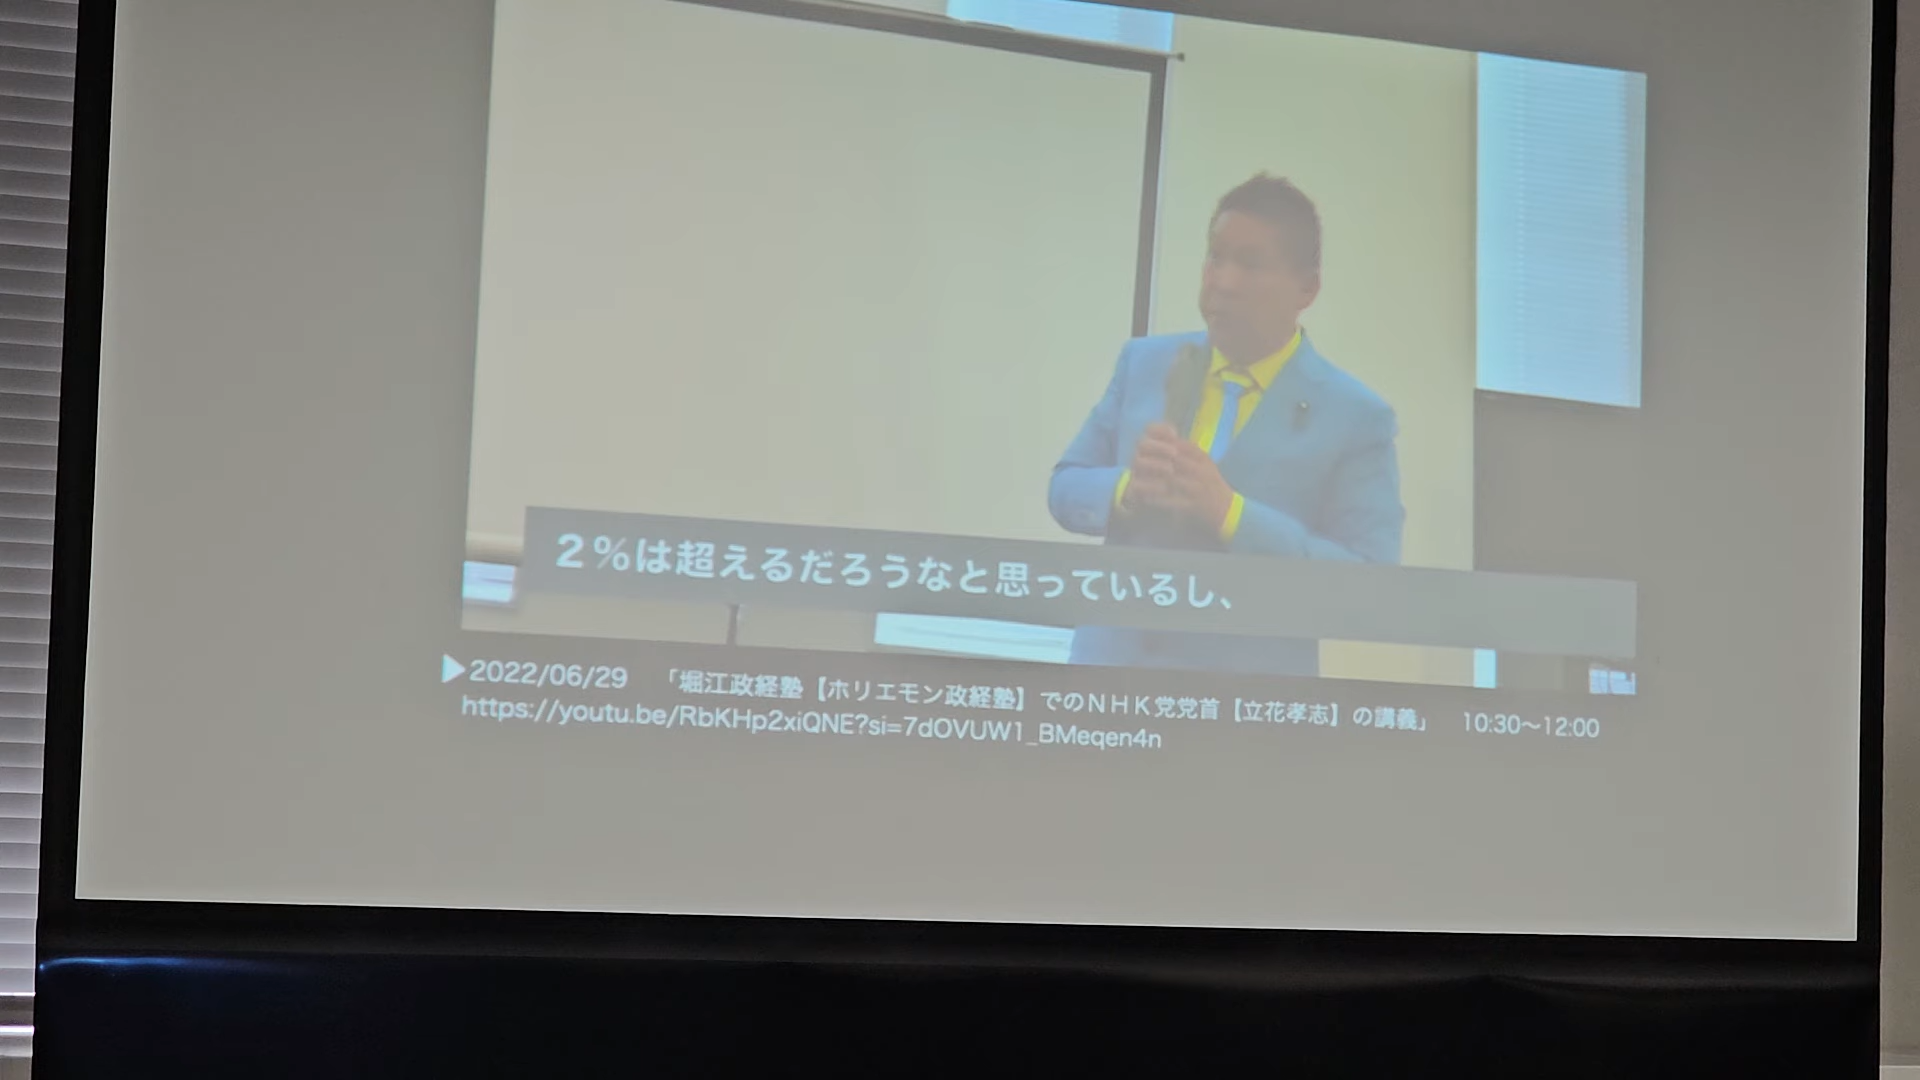 ２％は超えるだろうなと思っているし、
▶2022/06/29 「堀江政経塾【ホリエモン政経塾】でのＮＨＫ党党首【立花孝志】の講義」 10:30～12:00
https://youtu.be/RbKHp2xiQNE?si=7dOVUW1_BMeqen4n